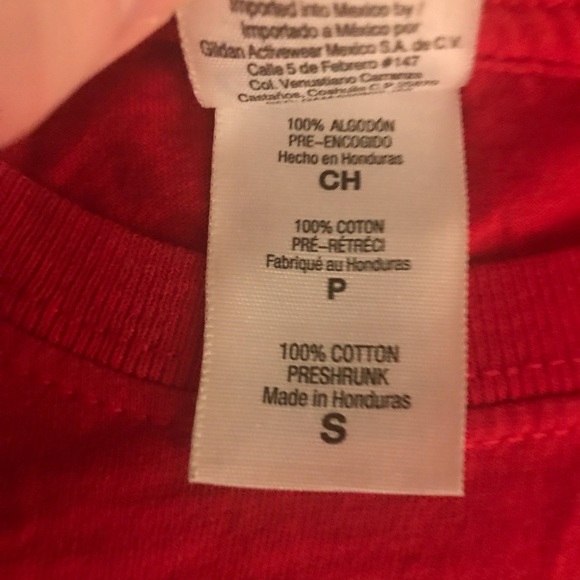 Imported into Mexico by /
Importado a México por
Gildan Activewear Mexico S.A. de C.V.
Calle 5 de Febrero #147
Col. Venustiano Carranza
Castaños, Coahuila C.P.
100% ALGODÓN
PRE-ENCOGIDO
Hecho en Honduras
CH
100% COTON
PRÉ-RÉTRÉCI
Fabriqué au Honduras
P
100% COTTON
PRESHRUNK
Made in Honduras
S